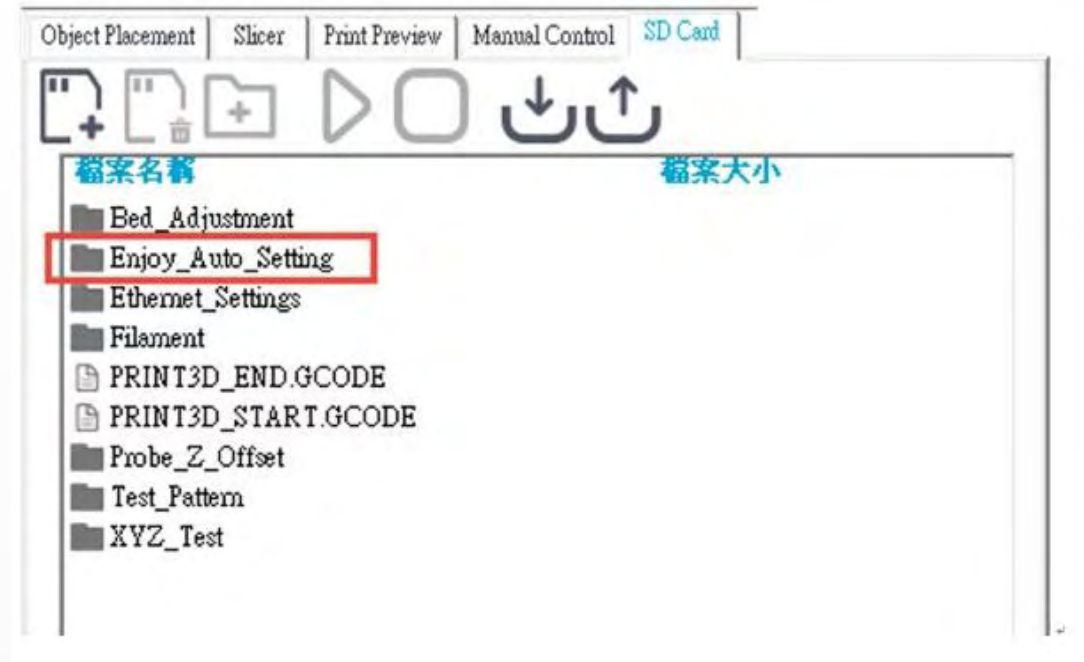 Object Placement Slicer Print Preview Manual Control SD Card
檔案名稱 檔案大小
Bed_Adjustment
Enjoy_Auto_Setting
Ethernet_Settings
Filament
PRINT3D_END.GCODE
PRINT3D_START.GCODE
Probe_Z_Offset
Test_Pattern
XYZ_Test